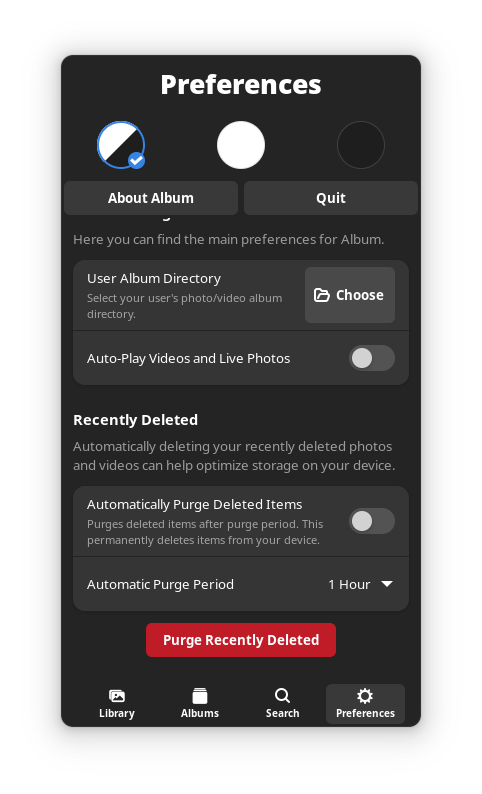 Preferences
About Album
Quit
Here you can find the main preferences for Album.
User Album Directory
Select your user's photo/video album
directory.
Choose
Auto-Play Videos and Live Photos
Recently Deleted
Automatically deleting your recently deleted photos
and videos can help optimize storage on your device.
Automatically Purge Deleted Items
Purges deleted items after purge period. This
permanently deletes items from your device.
Automatic Purge Period
1 Hour
Purge Recently Deleted
Library
Albums
Search
Preferences